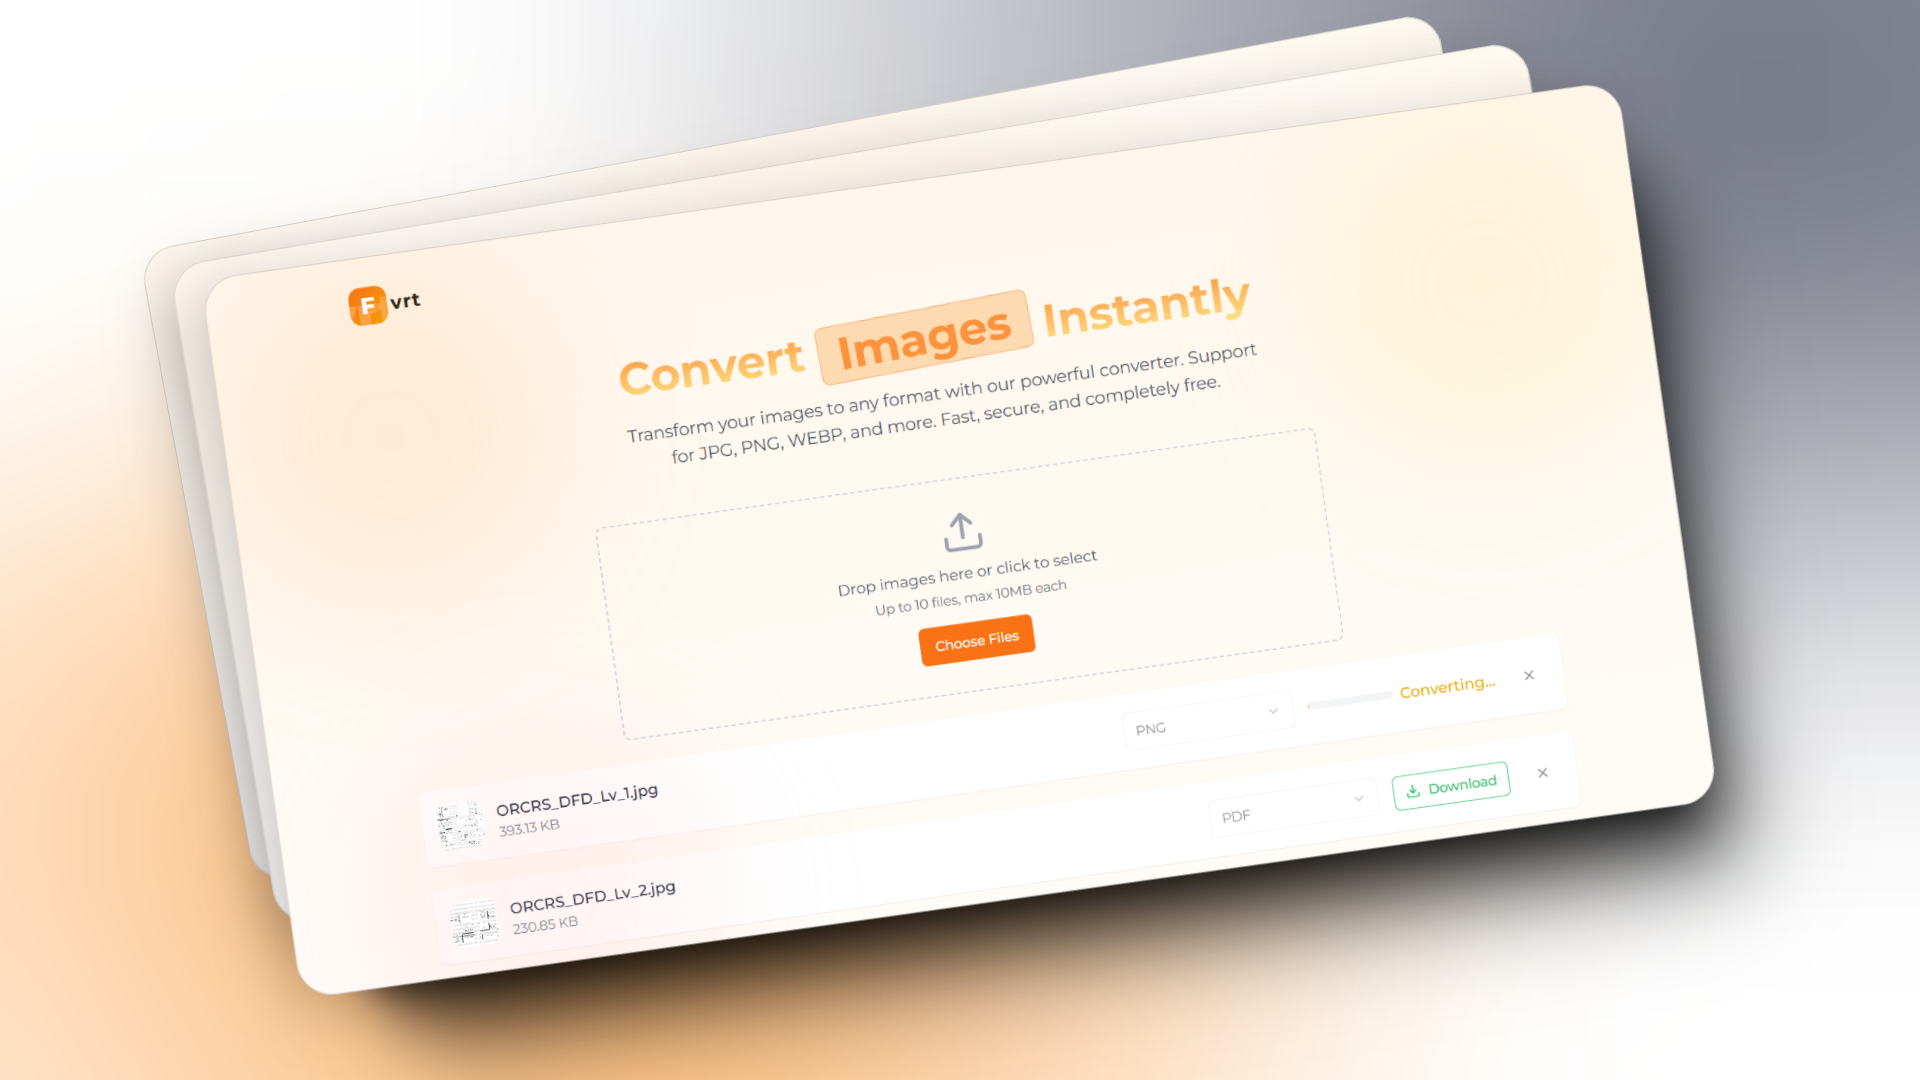 F vrt
Convert Images Instantly
Transform your images to any format with our powerful converter. Support
for JPG, PNG, WEBP, and more. Fast, secure, and completely free.
Drop images here or click to select
Up to 10 files, max 10MB each
Choose Files
ORCRS_DFD_Lv_1.jpg
393.13 KB
PNG
Converting...
ORCRS_DFD_Lv_2.jpg
230.85 KB
PDF
Download